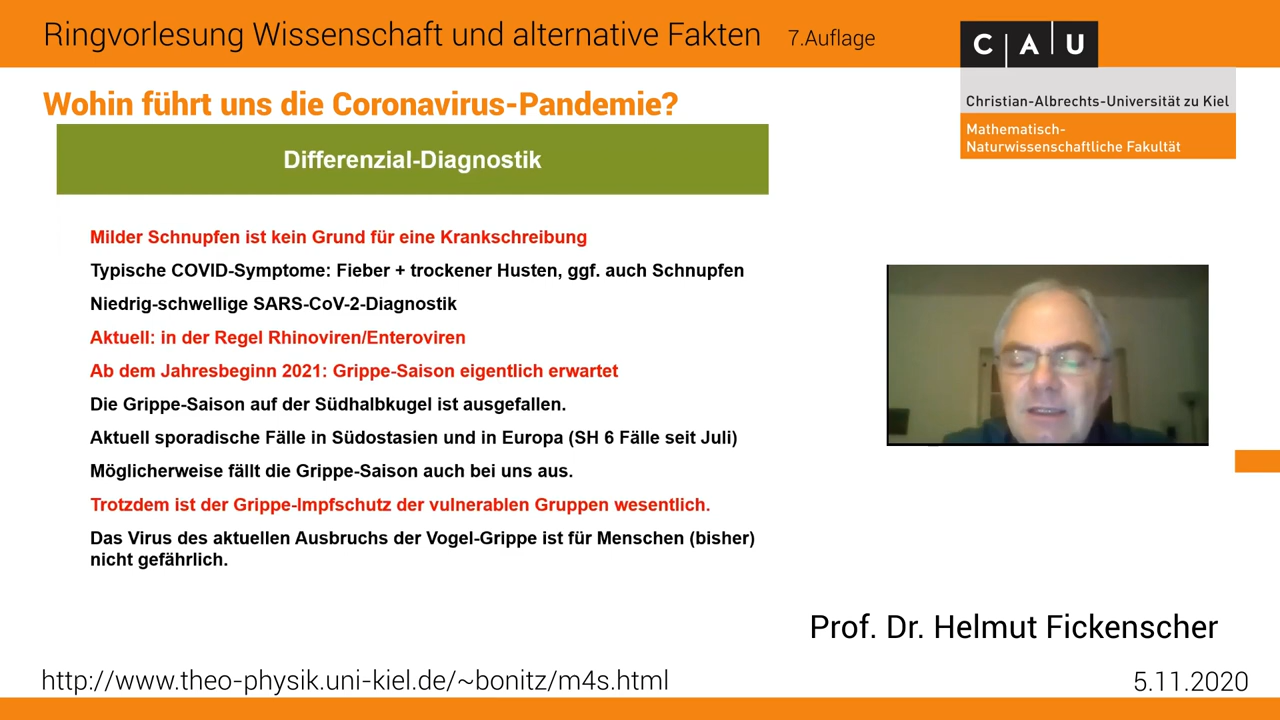 Ringvorlesung Wissenschaft und alternative Fakten 7.Auflage
CAU
Christian-Albrechts-Universität zu Kiel
Mathematisch-
Naturwissenschaftliche Fakultät
Wohin führt uns die Coronavirus-Pandemie?
Differenzial-Diagnostik
Milder Schnupfen ist kein Grund für eine Krankschreibung
Typische COVID-Symptome: Fieber + trockener Husten, ggf. auch Schnupfen
Niedrig-schwellige SARS-CoV-2-Diagnostik
Aktuell: in der Regel Rhinoviren/Enteroviren
Ab dem Jahresbeginn 2021: Grippe-Saison eigentlich erwartet
Die Grippe-Saison auf der Südhalbkugel ist ausgefallen.
Aktuell sporadische Fälle in Südostasien und in Europa (SH 6 Fälle seit Juli)
Möglicherweise fällt die Grippe-Saison auch bei uns aus.
Trotzdem ist der Grippe-Impfschutz der vulnerablen Gruppen wesentlich.
Das Virus des aktuellen Ausbruchs der Vogel-Grippe ist für Menschen (bisher)
nicht gefährlich.
Prof. Dr. Helmut Fickenscher
http://www.theo-physik.uni-kiel.de/~bonitz/m4s.html
5.11.2020